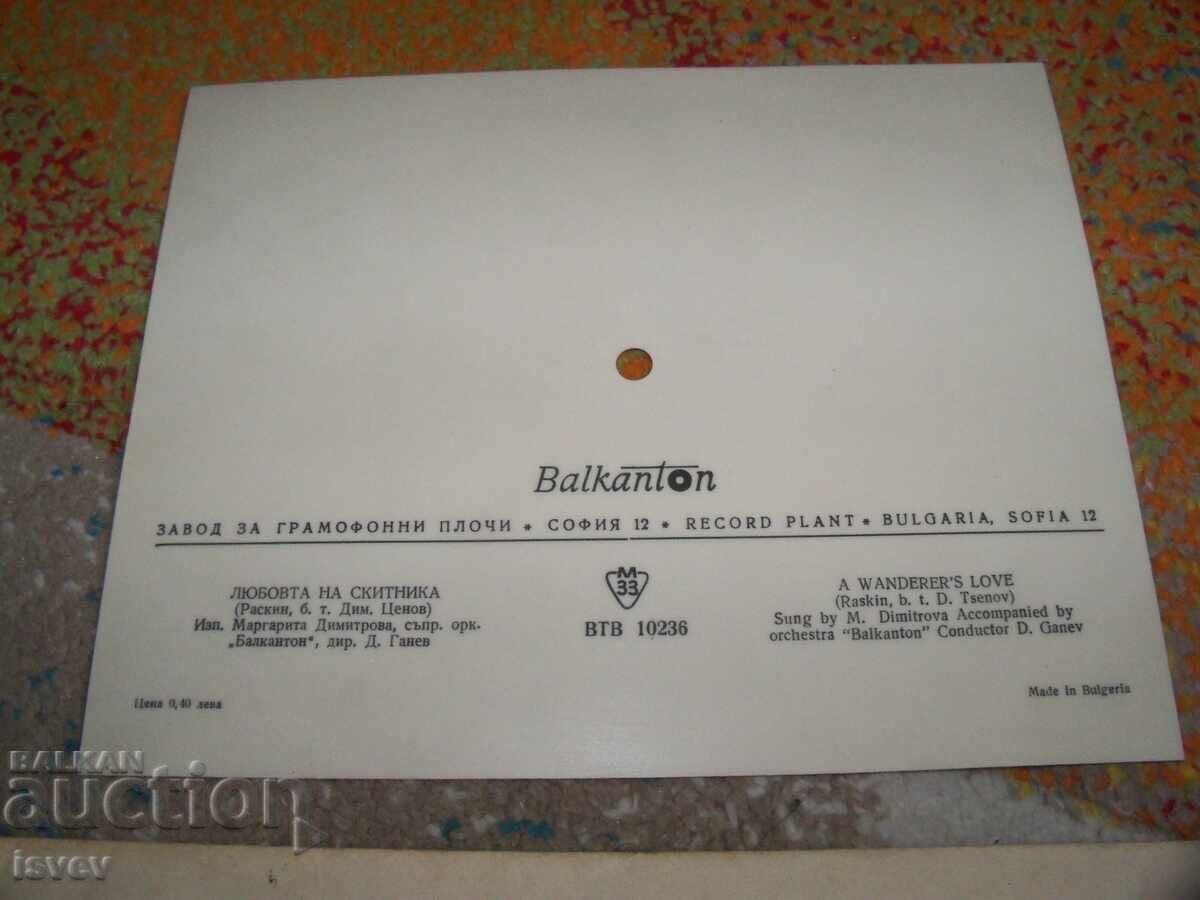 Balkanton
ЗАВОД ЗА ГРАМОФОННИ ПЛОЧИ * СОФИЯ 12 * RECORD PLANT * BULGARIA, SOFIA 12
ЛЮБОВТА НА СКИТНИКА
(Раскин, б. т. Дим. Ценов)
Изп. Маргарита Димитрова, съпр. орк.
„Балкантон“, дир. Д. Ганев
М
33
ВТВ 10236
A WANDERER'S LOVE
(Raskin, b. t. D. Tsenov)
Sung by M. Dimitrova Accompanied by
orchestra “Balkanton” Conductor D. Ganev
Цена 0,40 лева
Made in Bulgeria
BALKAN
auction
isvev